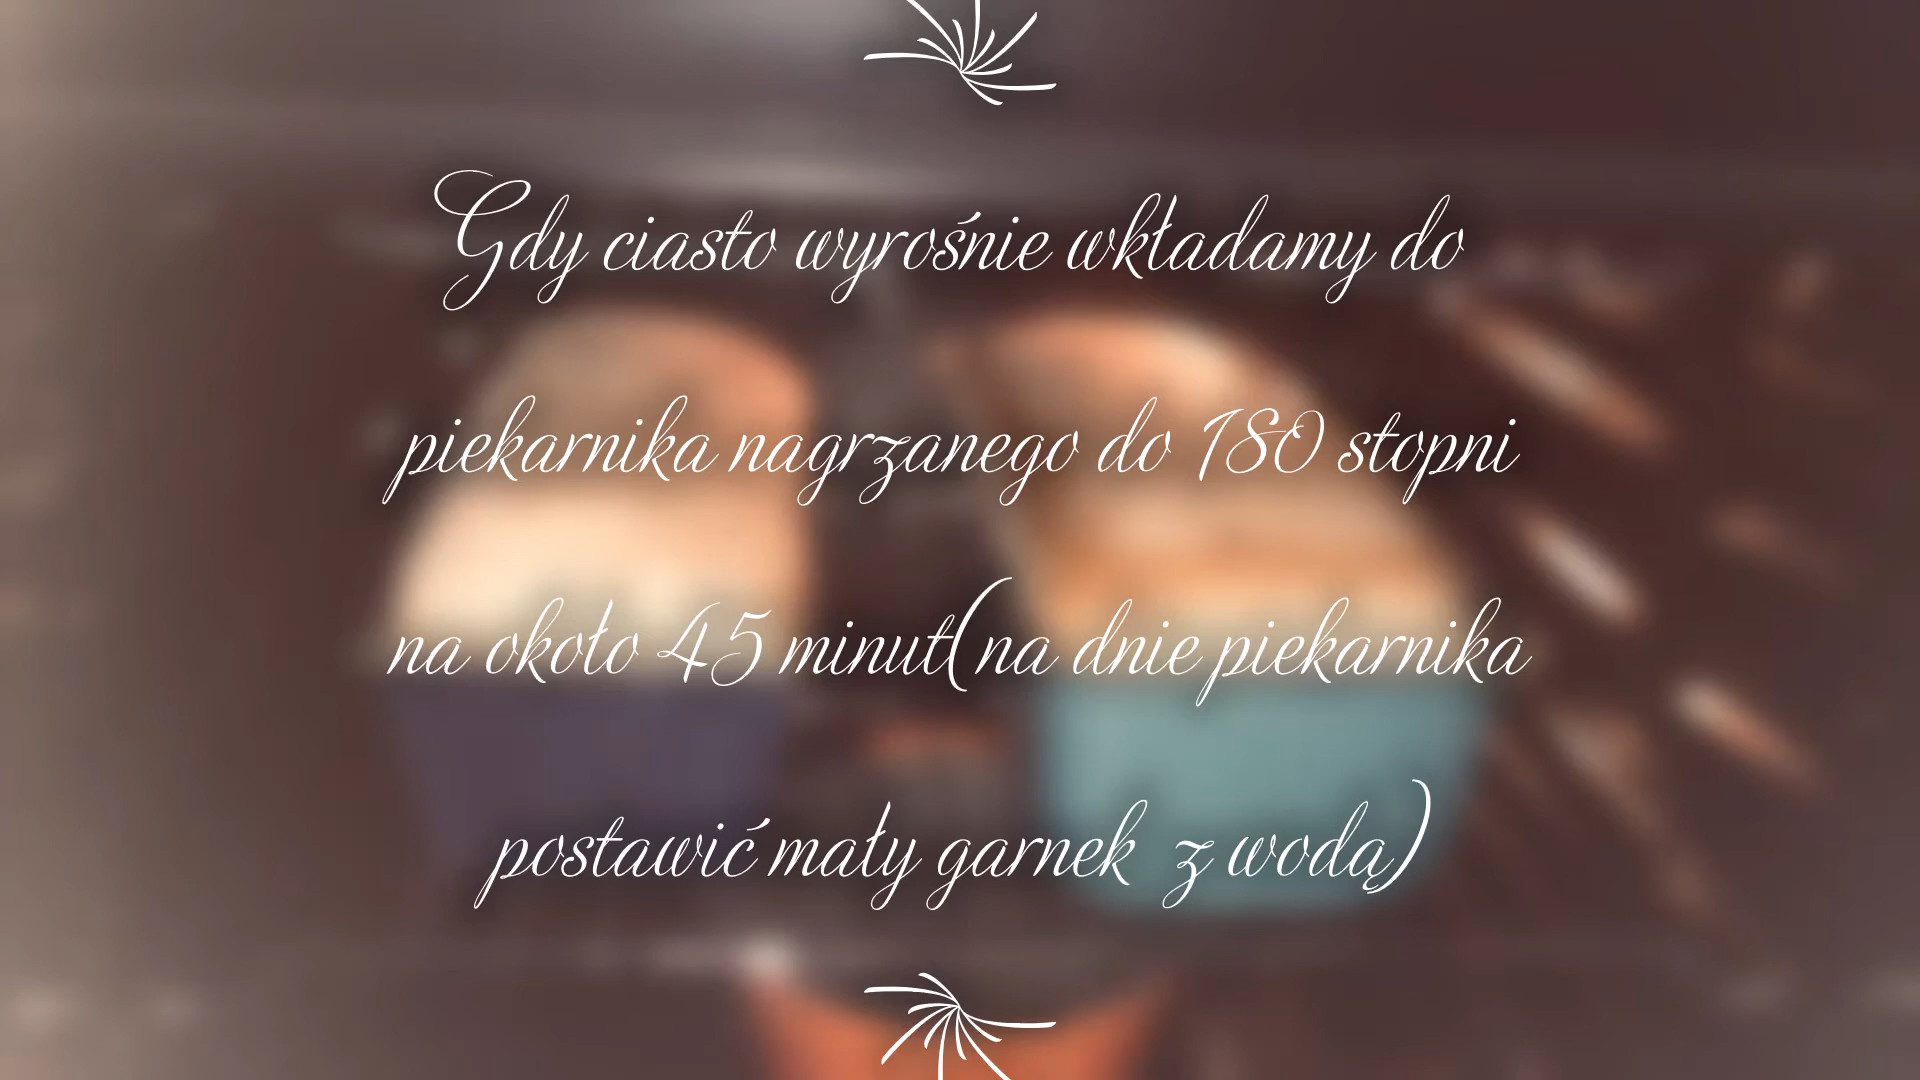 Gdy ciasto wyrośnie wkładamy do
piekarnika nagrzanego do 180 stopni
na około 45 minut(na dnie piekarnika
postawić mały garnek z wodą)